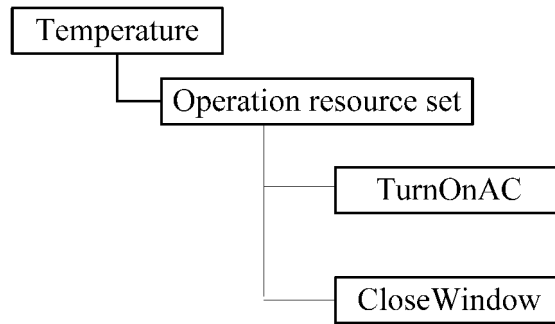 Temperature
Operation resource set
TurnOnAC
CloseWindow